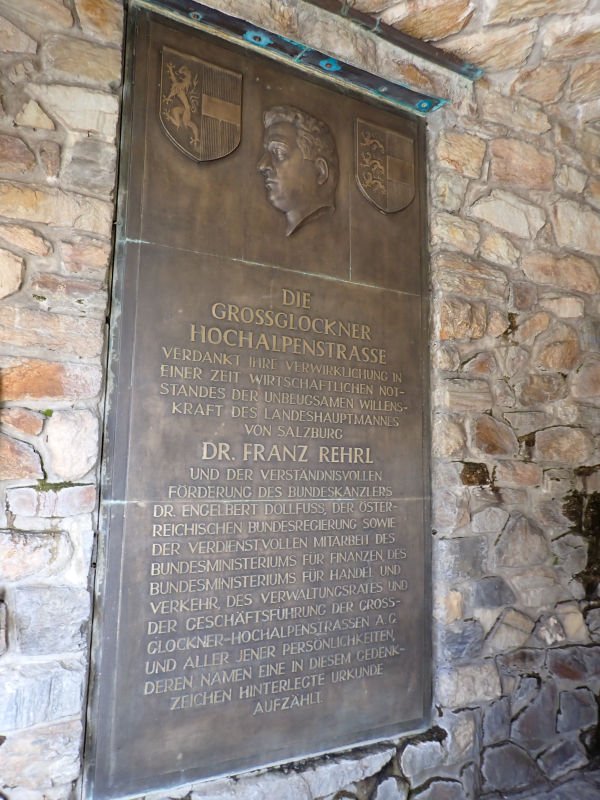 DIE
GROSSGLOCKNER
HOCHALPENSTRASSE
VERDANKT IHRE VERWIRKLICHUNG IN
EINER ZEIT WIRTSCHAFTLICHEN NOT-
STANDES DER UNBEUGSAMEN WILLENS-
KRAFT DES LANDESHAUPTMANNES
VON SALZBURG
DR. FRANZ REHRL
UND DER VERSTÄNDNISVOLLEN
FÖRDERUNG DES BUNDESKANZLERS
DR. ENGELBERT DOLLFUSS, DER ÖSTER-
REICHISCHEN BUNDESREGIERUNG SOWIE
DER VERDIENSTVOLLEN MITARBEIT DES
BUNDESMINISTERIUMS FÜR FINANZEN, DES
BUNDESMINISTERIUMS FÜR HANDEL UND
VERKEHR, DES VERWALTUNGSRATES UND
DER GESCHÄFTSFÜHRUNG DER GROSS-
GLOCKNER-HOCHALPENSTRASSEN A.G.
UND ALLER JENER PERSÖNLICHKEITEN,
DEREN NAMEN EINE IN DIESEM GEDENK-
ZEICHEN HINTERLEGTE URKUNDE
AUFZÄHLT.